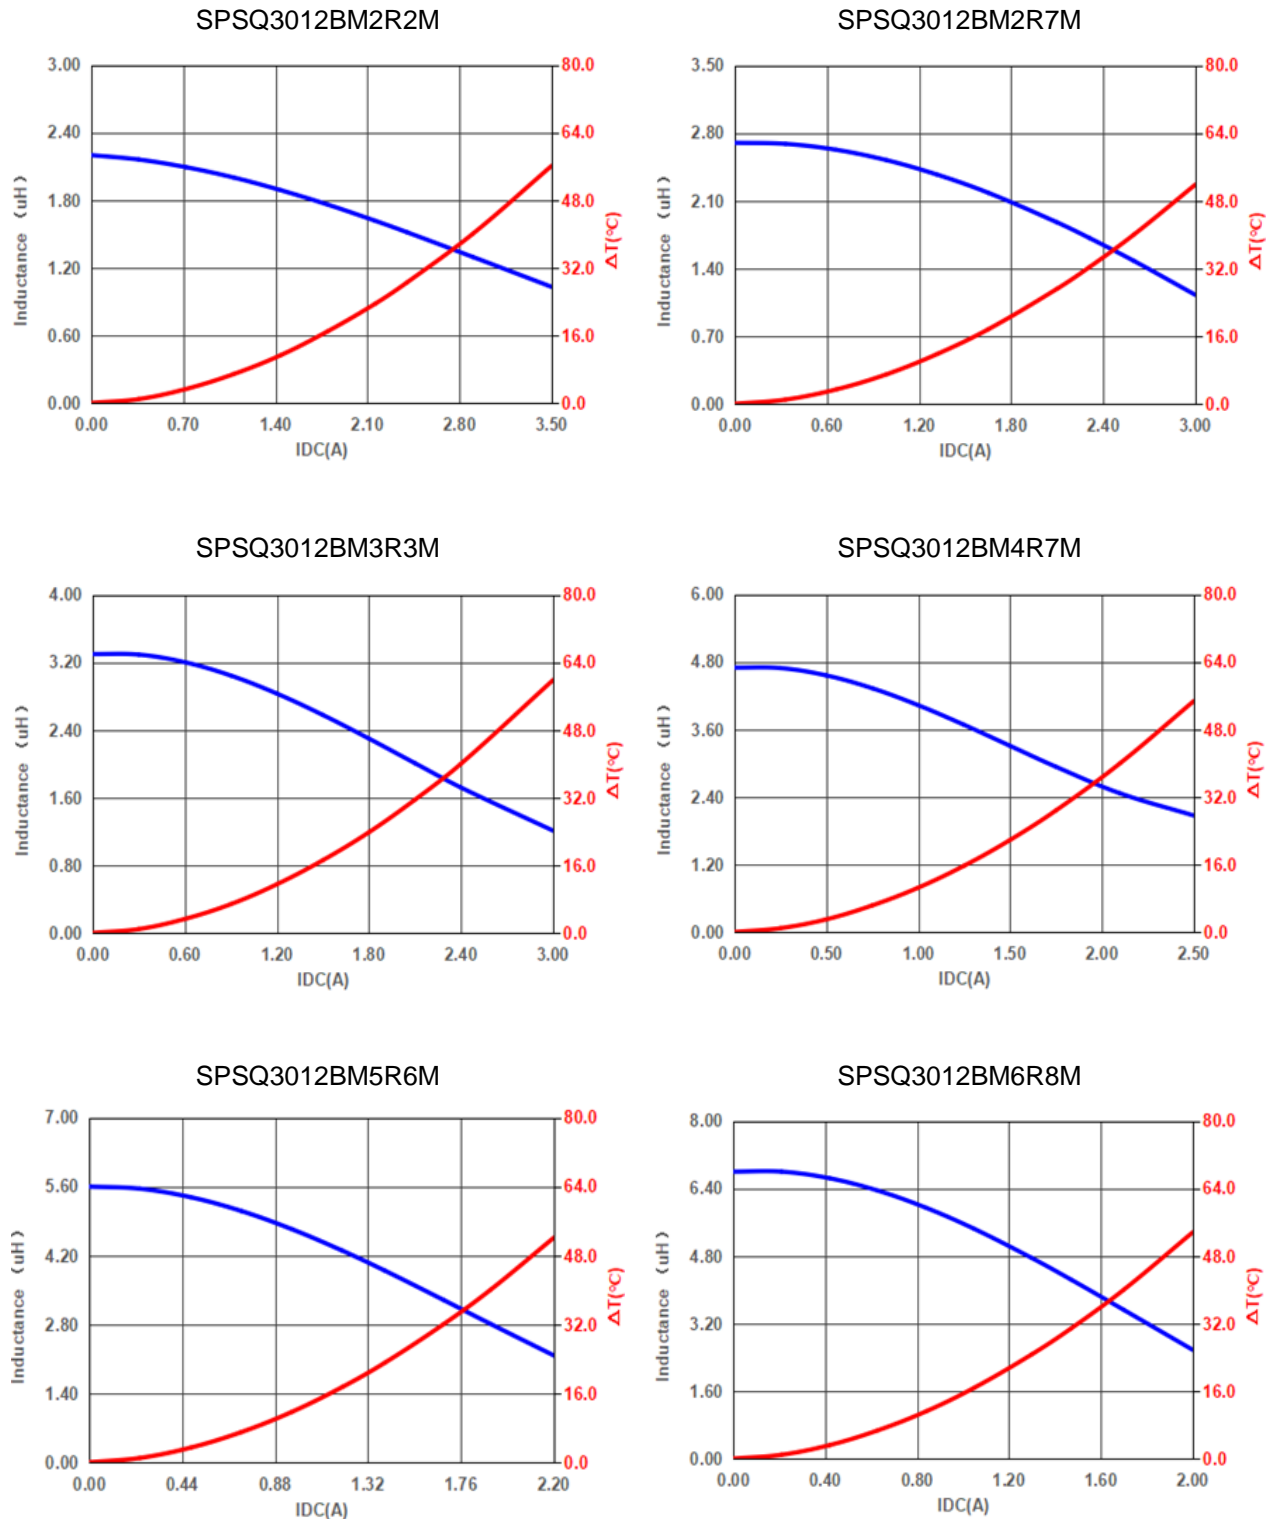 SPSQ3012BM2R2M
3.00
2.40
1.80
1.20
0.60
0.00
Inductance （uH）
80.0
64.0
48.0
32.0
16.0
0.0
ΔT(℃)
0.00 0.70 1.40 2.10 2.80 3.50
IDC(A)
SPSQ3012BM2R7M
3.50
2.80
2.10
1.40
0.70
0.00
Inductance （uH）
80.0
64.0
48.0
32.0
16.0
0.0
ΔT(℃)
0.00 0.60 1.20 1.80 2.40 3.00
IDC(A)
SPSQ3012BM3R3M
4.00
3.20
2.40
1.60
0.80
0.00
Inductance （uH）
80.0
64.0
48.0
32.0
16.0
0.0
ΔT(℃)
0.00 0.60 1.20 1.80 2.40 3.00
IDC(A)
SPSQ3012BM4R7M
6.00
4.80
3.60
2.40
1.20
0.00
Inductance （uH）
80.0
64.0
48.0
32.0
16.0
0.0
ΔT(℃)
0.00 0.50 1.00 1.50 2.00 2.50
IDC(A)
SPSQ3012BM5R6M
7.00
5.60
4.20
2.80
1.40
0.00
Inductance （uH）
80.0
64.0
48.0
32.0
16.0
0.0
ΔT(℃)
0.00 0.44 0.88 1.32 1.76 2.20
IDC(A)
SPSQ3012BM6R8M
8.00
6.40
4.80
3.20
1.60
0.00
Inductance （uH）
80.0
64.0
48.0
32.0
16.0
0.0
ΔT(℃)
0.00 0.40 0.80 1.20 1.60 2.00
IDC(A)